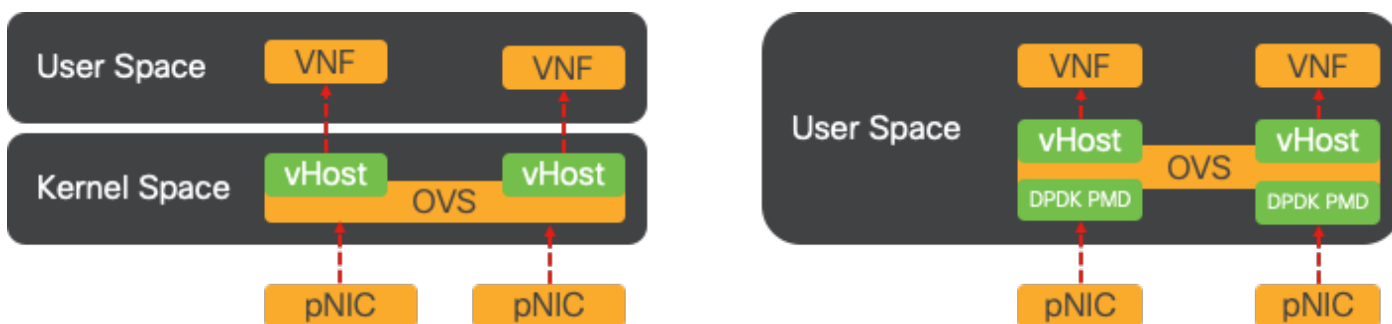 User Space
VNF
VNF
Kernel Space
vHost
vHost
OVS
pNIC
pNIC
User Space
VNF
VNF
vHost
vHost
OVS
DPDK PMD
DPDK PMD
pNIC
pNIC